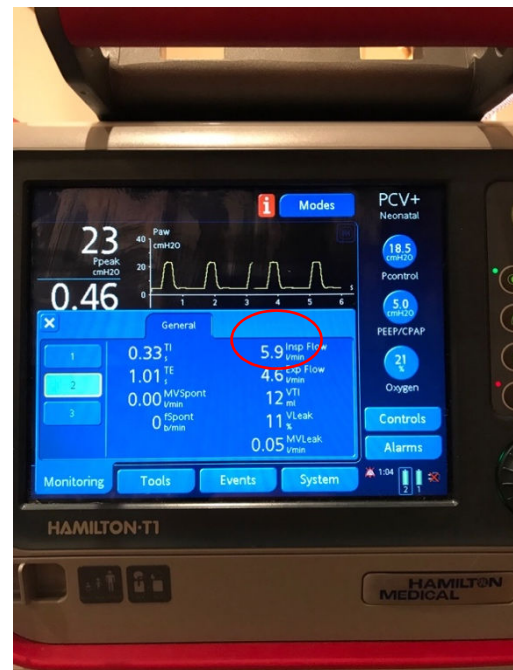 i Modes
PCV+
Neonatal
23
Ppeak
cmH2O
Paw
cmH2O
40
20
0
1 2 3 4 5 6
s
18.5
cmH2O
Pcontrol
0.46
5.0
cmH2O
PEEP/CPAP
X General
1
2
3
0.33 TI
s
5.9 Insp Flow
l/min
1.01 TE
s
4.6 Exp Flow
l/min
0.00 MVSpont
l/min
12 VTI
ml
0 fSpont
b/min
11 VLeak
%
0.05 MVLeak
l/min
21
%
Oxygen
Controls
Alarms
Monitoring Tools Events System
1:04
2 1
HAMILTON-T1
HAMILTON
MEDICAL